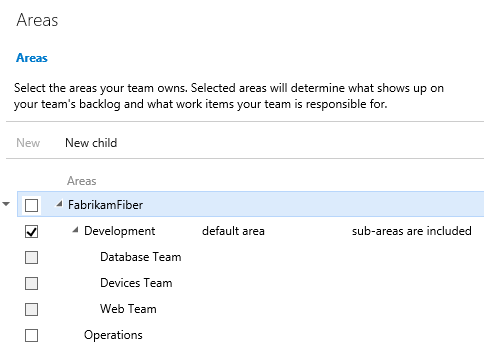 Areas
Areas
Select the areas your team owns. Selected areas will determine what shows up on
your team's backlog and what work items your team is responsible for.
New New child
Areas
FabrikamFiber
Development default area sub-areas are included
Database Team
Devices Team
Web Team
Operations